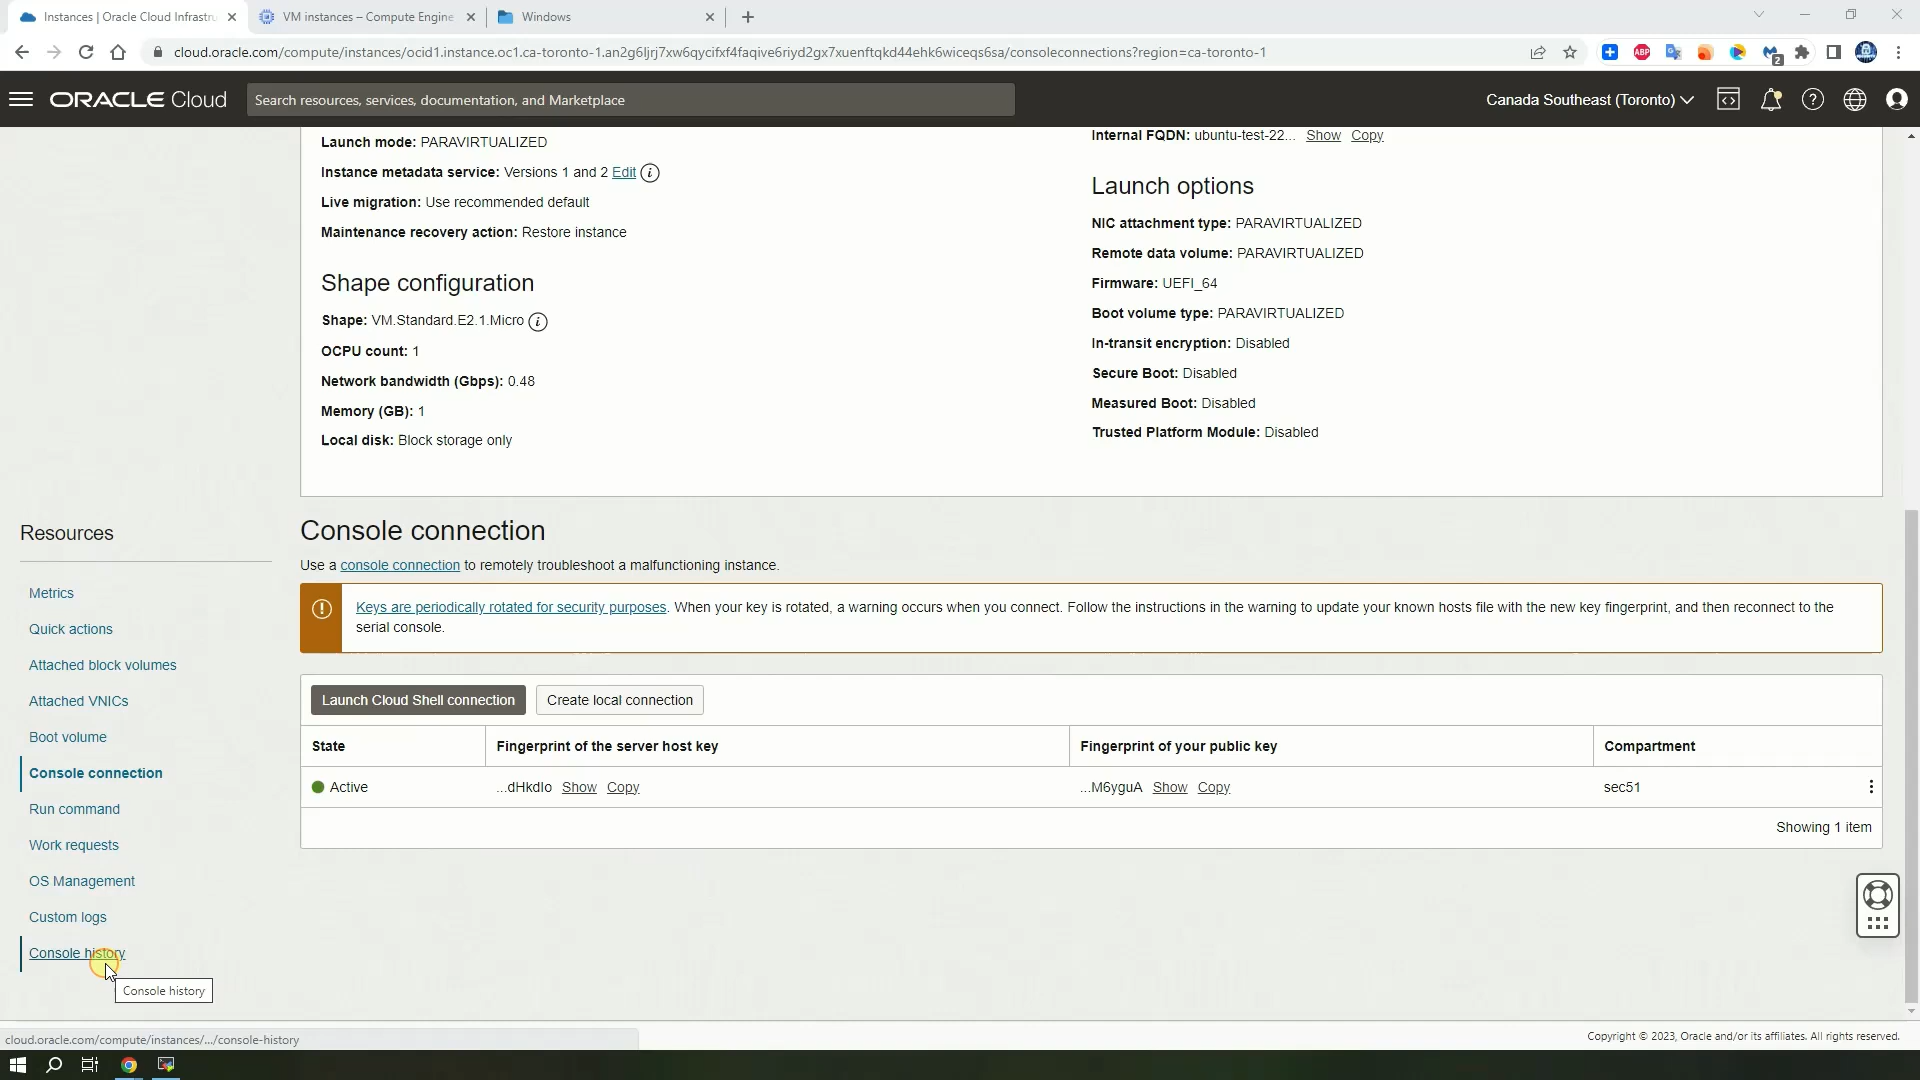 Instances | Oracle Cloud Infrastru
VM instances – Compute Engine
Windows
cloud.oracle.com/compute/instances/ocid1.instance.oc1.ca-toronto-1.an2g6ljrj7xw6qycifxf4faqive6riyd2gx7xuenftqkd44ehk6wiceqs6sa/consoleconnections?region=ca-toronto-1
ABP
2
ORACLE Cloud
Search resources, services, documentation, and Marketplace
Canada Southeast (Toronto)
Launch mode: PARAVIRTUALIZED
Instance metadata service: Versions 1 and 2 Edit
Live migration: Use recommended default
Maintenance recovery action: Restore instance
Shape configuration
Shape: VM.Standard.E2.1.Micro
OCPU count: 1
Network bandwidth (Gbps): 0.48
Memory (GB): 1
Local disk: Block storage only
Internal FQDN: ubuntu-test-22... Show Copy
Launch options
NIC attachment type: PARAVIRTUALIZED
Remote data volume: PARAVIRTUALIZED
Firmware: UEFI_64
Boot volume type: PARAVIRTUALIZED
In-transit encryption: Disabled
Secure Boot: Disabled
Measured Boot: Disabled
Trusted Platform Module: Disabled
Resources
Metrics
Quick actions
Attached block volumes
Attached VNICs
Boot volume
Console connection
Run command
Work requests
OS Management
Custom logs
Console history
Console history
Console connection
Use a console connection to remotely troubleshoot a malfunctioning instance.
Keys are periodically rotated for security purposes. When your key is rotated, a warning occurs when you connect. Follow the instructions in the warning to update your known hosts file with the new key fingerprint, and then reconnect to the
serial console.
Launch Cloud Shell connection
Create local connection
State
Fingerprint of the server host key
Fingerprint of your public key
Compartment
Active
...dHkdlo Show Copy
...M6yguA Show Copy
sec51
Showing 1 item
cloud.oracle.com/compute/instances/.../console-history
Copyright © 2023, Oracle and/or its affiliates. All rights reserved.